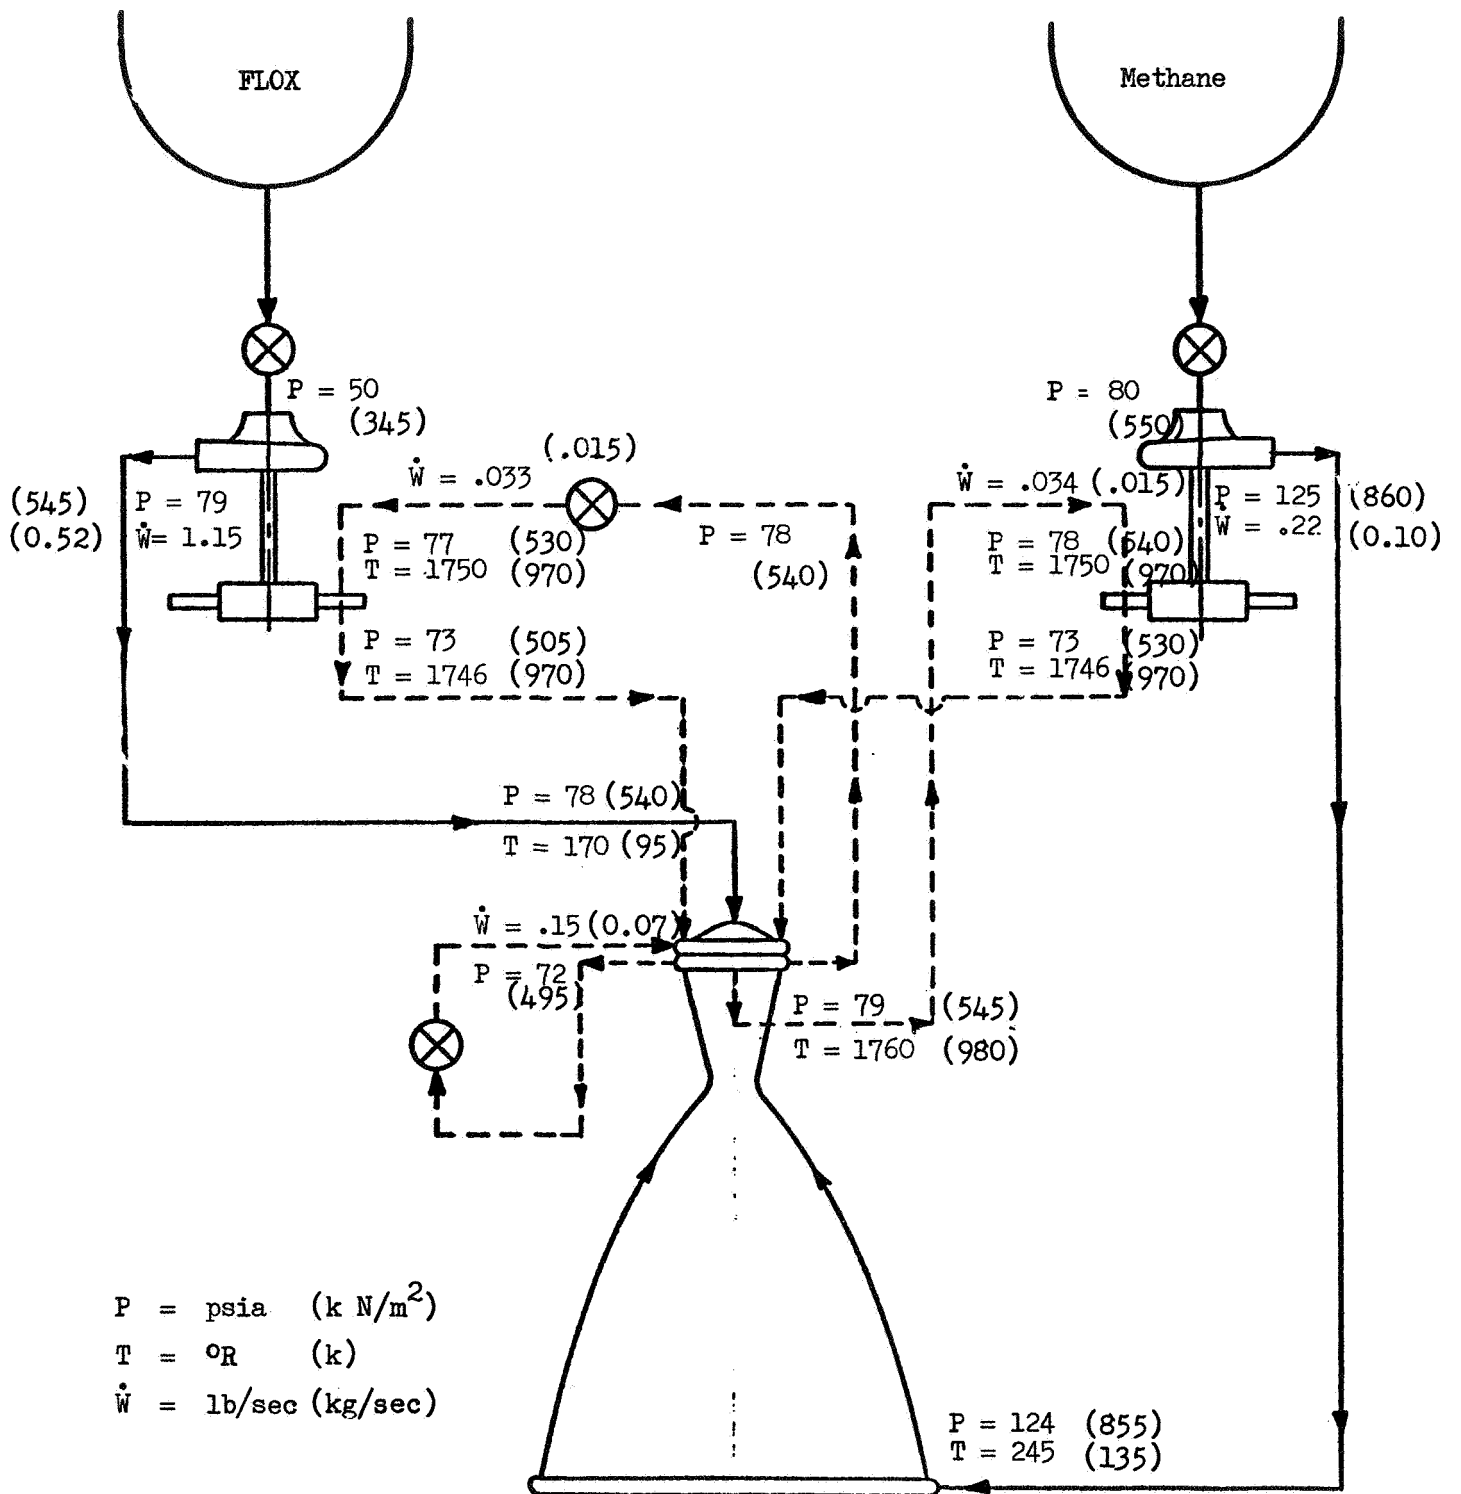 FLOX
Methane
P = 50
(345)
P = 80
(550)
(.015)
Ẇ = .033
Ẇ = .034 (.015)
(545)
(0.52)
P = 79
Ẇ = 1.15
P = 77 (530)
T = 1750 (970)
P = 78
(540)
P = 78 (540)
T = 1750 (970)
P = 125 (860)
Ẇ = .22 (0.10)
P = 73 (505)
T = 1746 (970)
P = 73 (530)
T = 1746 (970)
P = 78 (540)
T = 170 (95)
Ẇ = .15 (0.07)
P = 72
(495)
P = 79 (545)
T = 1760 (980)
P = psia (k N/m²)
T = °R (k)
Ẇ = lb/sec (kg/sec)
P = 124 (855)
T = 245 (135)